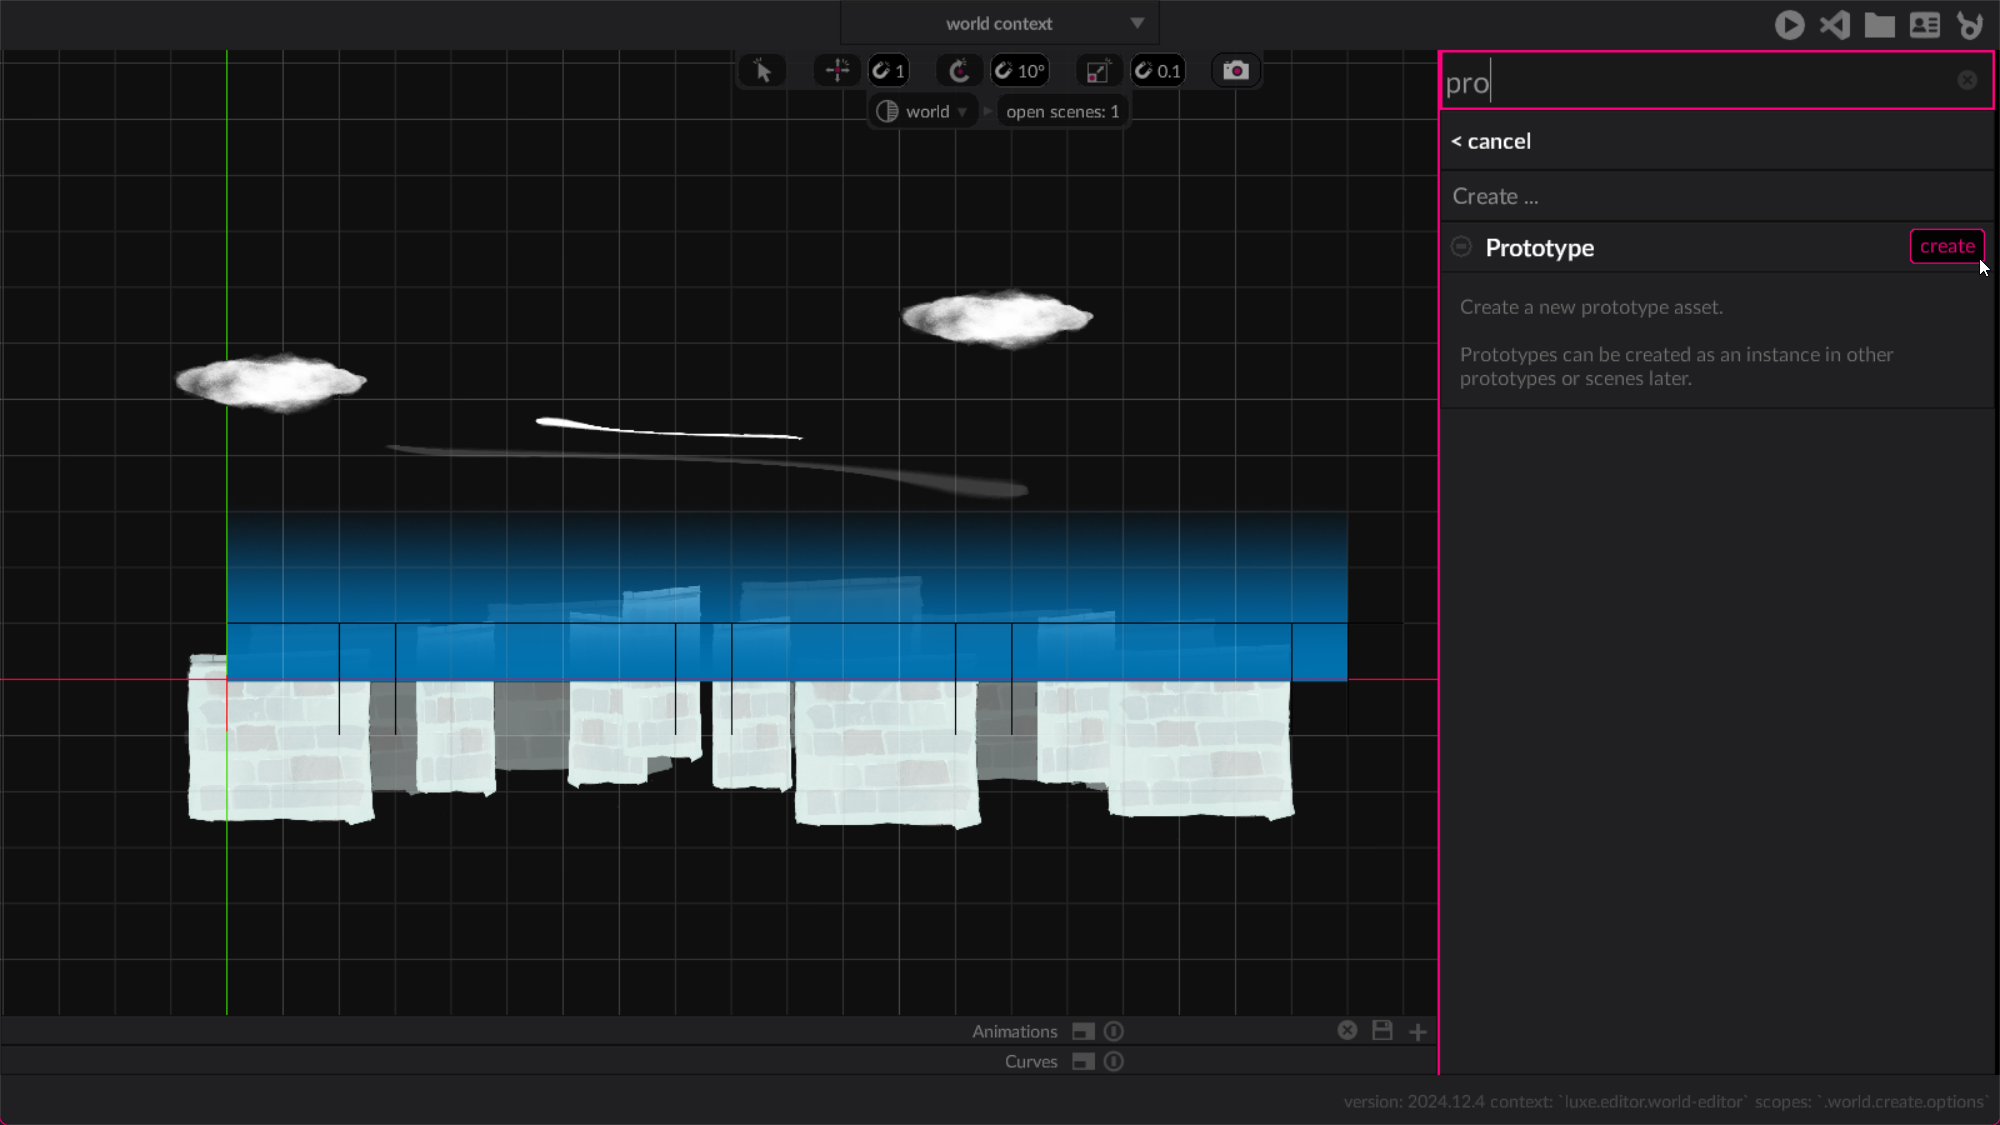 world context
1
10°
0.1
world
open scenes: 1
pro
< cancel
Create ...
Prototype
create
Create a new prototype asset.
Prototypes can be created as an instance in other
prototypes or scenes later.
Animations
Curves
version: 2024.12.4 context: `luxe.editor.world-editor` scopes: `.world.create.options`